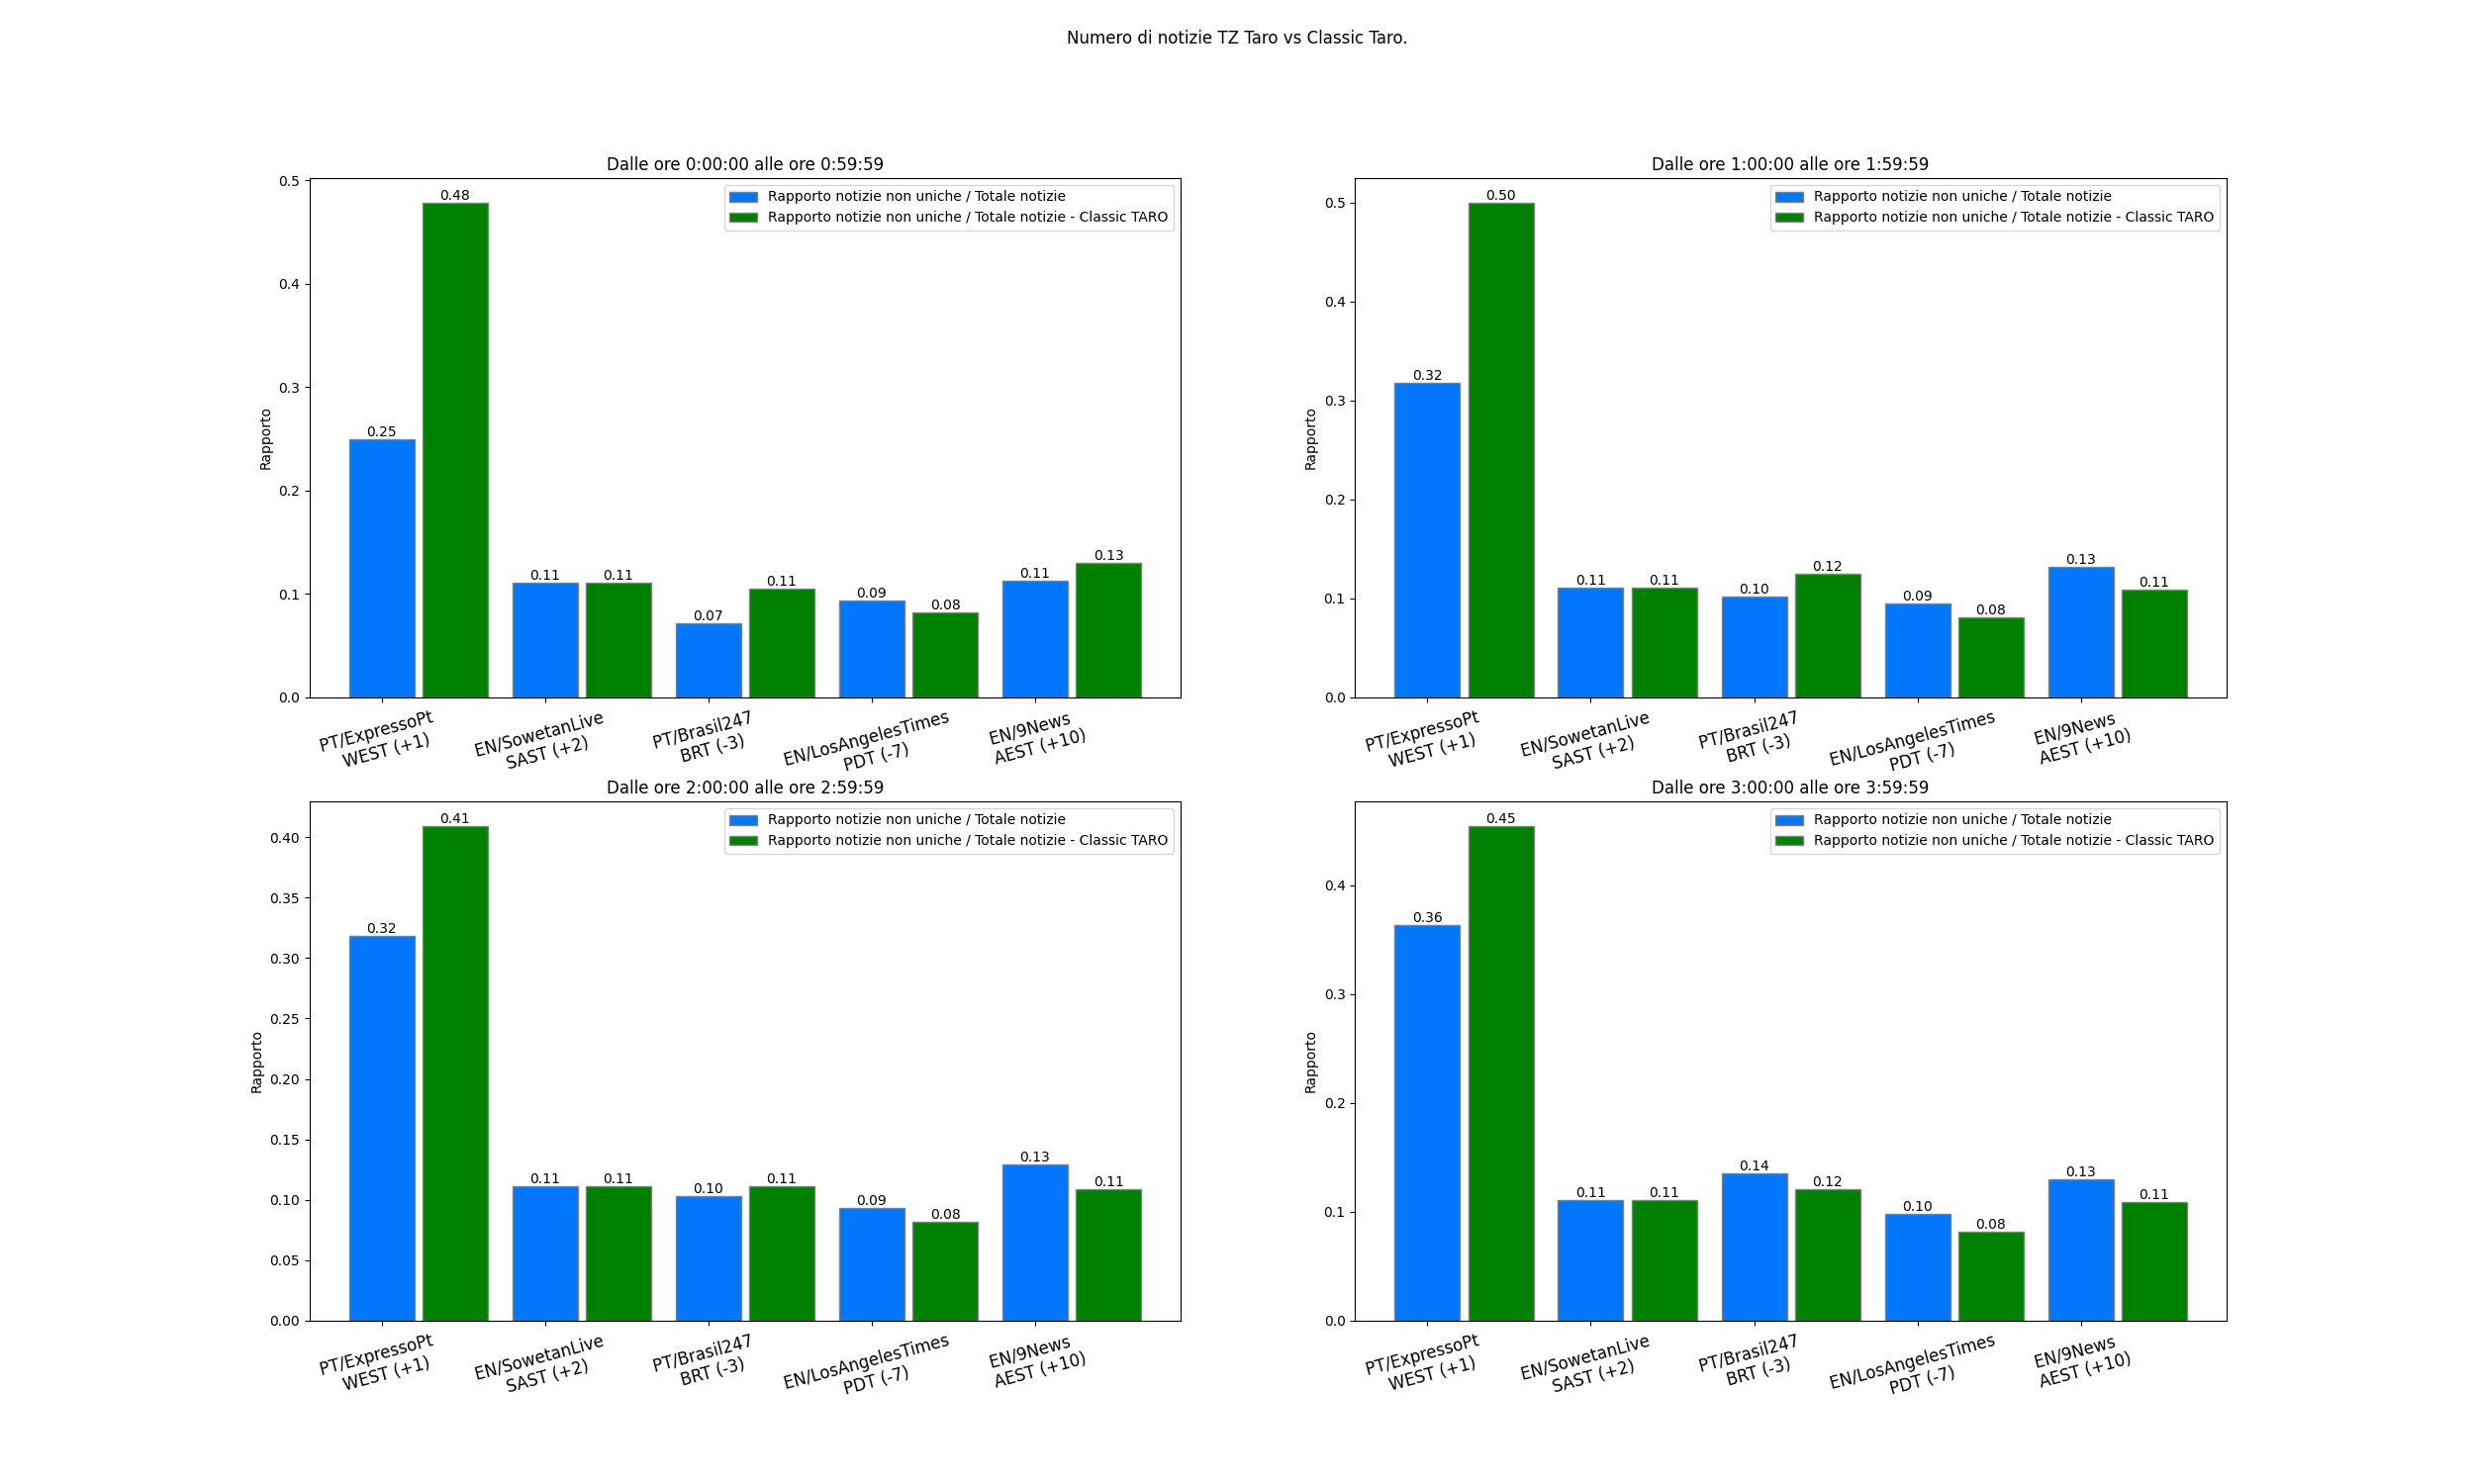 Numero di notizie TZ Taro vs Classic Taro.
Dalle ore 0:00:00 alle ore 0:59:59
Rapporto notizie non uniche / Totale notizie
Rapporto notizie non uniche / Totale notizie - Classic TARO
Rapporto
0.5
0.4
0.3
0.2
0.1
0.0
0.25
0.48
0.11
0.11
0.07
0.11
0.09
0.08
0.11
0.13
PT/ExpressoPt
WEST (+1)
EN/SowetanLive
SAST (+2)
PT/Brasil247
BRT (-3)
EN/LosAngelesTimes
PDT (-7)
EN/9News
AEST (+10)
Dalle ore 1:00:00 alle ore 1:59:59
Rapporto notizie non uniche / Totale notizie
Rapporto notizie non uniche / Totale notizie - Classic TARO
Rapporto
0.5
0.4
0.3
0.2
0.1
0.0
0.32
0.50
0.11
0.11
0.10
0.12
0.09
0.08
0.13
0.11
PT/ExpressoPt
WEST (+1)
EN/SowetanLive
SAST (+2)
PT/Brasil247
BRT (-3)
EN/LosAngelesTimes
PDT (-7)
EN/9News
AEST (+10)
Dalle ore 2:00:00 alle ore 2:59:59
Rapporto notizie non uniche / Totale notizie
Rapporto notizie non uniche / Totale notizie - Classic TARO
Rapporto
0.40
0.35
0.30
0.25
0.20
0.15
0.10
0.05
0.00
0.32
0.41
0.11
0.11
0.10
0.11
0.09
0.08
0.13
0.11
PT/ExpressoPt
WEST (+1)
EN/SowetanLive
SAST (+2)
PT/Brasil247
BRT (-3)
EN/LosAngelesTimes
PDT (-7)
EN/9News
AEST (+10)
Dalle ore 3:00:00 alle ore 3:59:59
Rapporto notizie non uniche / Totale notizie
Rapporto notizie non uniche / Totale notizie - Classic TARO
Rapporto
0.4
0.3
0.2
0.1
0.0
0.36
0.45
0.11
0.11
0.14
0.12
0.10
0.08
0.13
0.11
PT/ExpressoPt
WEST (+1)
EN/SowetanLive
SAST (+2)
PT/Brasil247
BRT (-3)
EN/LosAngelesTimes
PDT (-7)
EN/9News
AEST (+10)